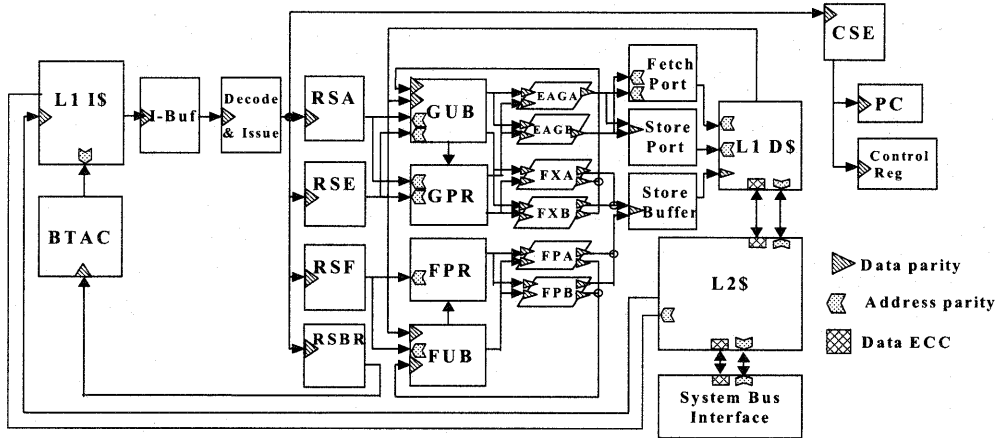 CSE
L1 I$
I-Buf
Decode
& Issue
RSA
GUB
EAGA
EAGB
Fetch
Port
Store
Port
L1 D$
PC
Control
Reg
RSE
GPR
FXA
FXB
Store
Buffer
BTAC
RSF
FPR
FPA
FPB
L2$
RSBR
FUB
System Bus
Interface
Data parity
Address parity
Data ECC